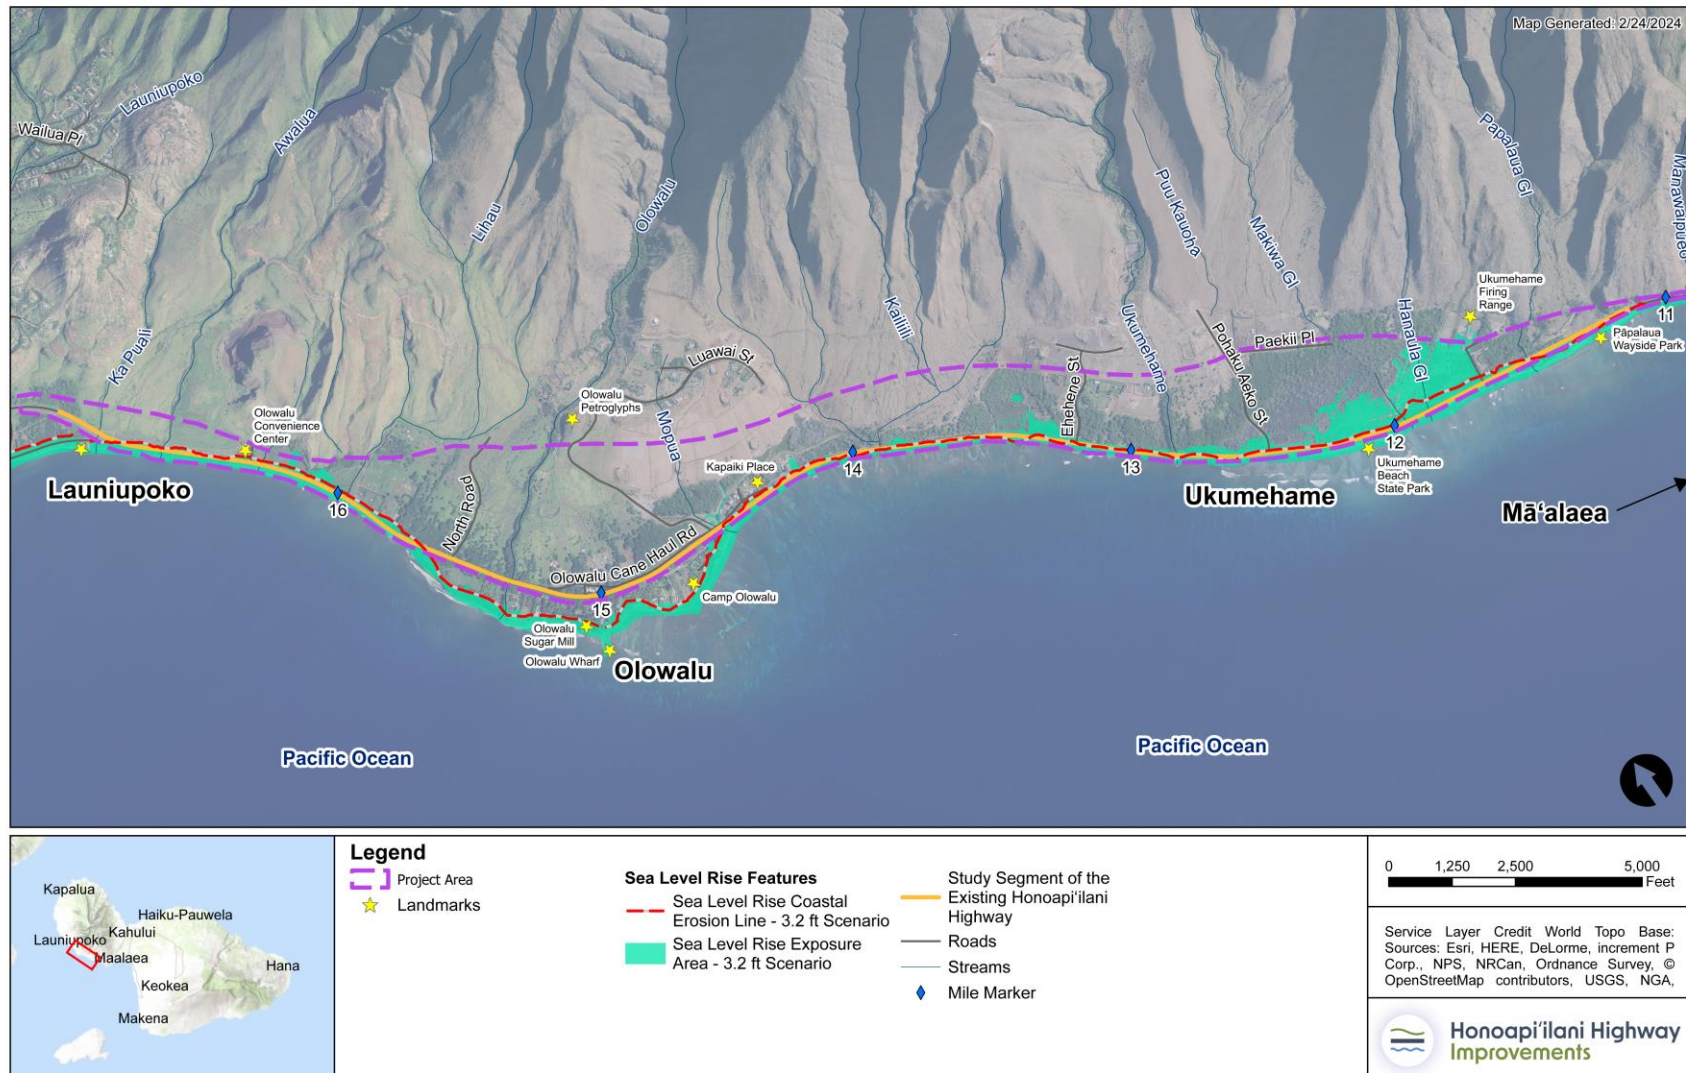 Map Generated: 2/24/2024
Launiupoko
Wailua Pl
Awalua
Lihau
Olowalu
Ka Puali
Kailiili
Ukumehame
Puu Kauoha
Makiwa Gl
Hanaula Gl
Papalaua Gl
Manawaipueo
Luawai St
Mopua
Olowalu
Petroglyphs
Olowalu
Convenience
Center
Kapaiki Place
North Road
Olowalu Cane Haul Rd
Ehehene St
Pohaku Aeko St
Paekii Pl
Ukumehame
Firing
Range
Pāpalaua
Wayside Park
11
12
13
14
15
16
Launiupoko
Ukumehame
Ukumehame
Beach
State Park
Mā‘alaea
Camp Olowalu
Olowalu
Sugar Mill
Olowalu Wharf
Olowalu
Pacific Ocean
Pacific Ocean
Kapalua
Haiku-Pauwela
Kahului
Launiupoko
Maalaea
Hana
Keokea
Makena
Legend
Project Area
Landmarks
Sea Level Rise Features
Sea Level Rise Coastal
Erosion Line - 3.2 ft Scenario
Sea Level Rise Exposure
Area - 3.2 ft Scenario
Study Segment of the
Existing Honoapi‘ilani
Highway
Roads
Streams
Mile Marker
0 1,250 2,500 5,000
Feet
Service Layer Credit World Topo Base:
Sources: Esri, HERE, DeLorme, increment P
Corp., NPS, NRCan, Ordnance Survey, ©
OpenStreetMap contributors, USGS, NGA,
Honoapi‘ilani Highway
Improvements